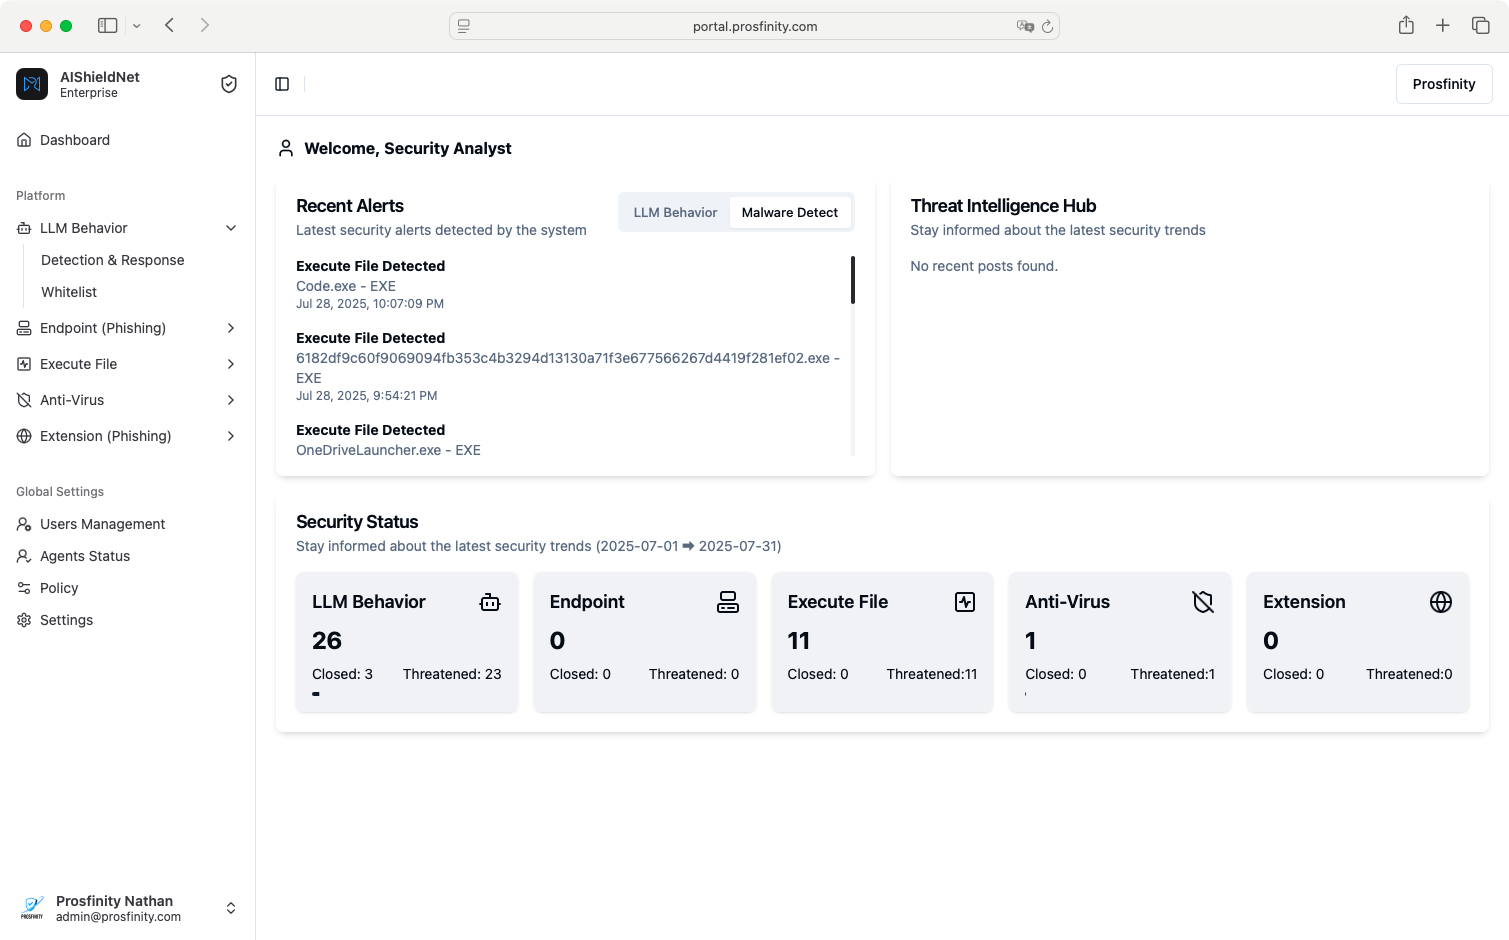 portal.prosfinity.com
AIShieldNet
Enterprise
Prosfinity
Dashboard
Platform
LLM Behavior
Detection & Response
Whitelist
Endpoint (Phishing)
Execute File
Anti-Virus
Extension (Phishing)
Global Settings
Users Management
Agents Status
Policy
Settings
PROSFINITY
Prosfinity Nathan
admin@prosfinity.com
Welcome, Security Analyst
Recent Alerts
Latest security alerts detected by the system
LLM Behavior
Malware Detect
Execute File Detected
Code.exe - EXE
Jul 28, 2025, 10:07:09 PM
Execute File Detected
6182df9c60f9069094fb353c4b3294d13130a71f3e677566267d4419f281ef02.exe -
EXE
Jul 28, 2025, 9:54:21 PM
Execute File Detected
OneDriveLauncher.exe - EXE
Threat Intelligence Hub
Stay informed about the latest security trends
No recent posts found.
Security Status
Stay informed about the latest security trends (2025-07-01 ➡ 2025-07-31)
LLM Behavior
26
Closed: 3 Threatened: 23
Endpoint
0
Closed: 0 Threatened: 0
Execute File
11
Closed: 0 Threatened:11
Anti-Virus
1
Closed: 0 Threatened:1
Extension
0
Closed: 0 Threatened:0